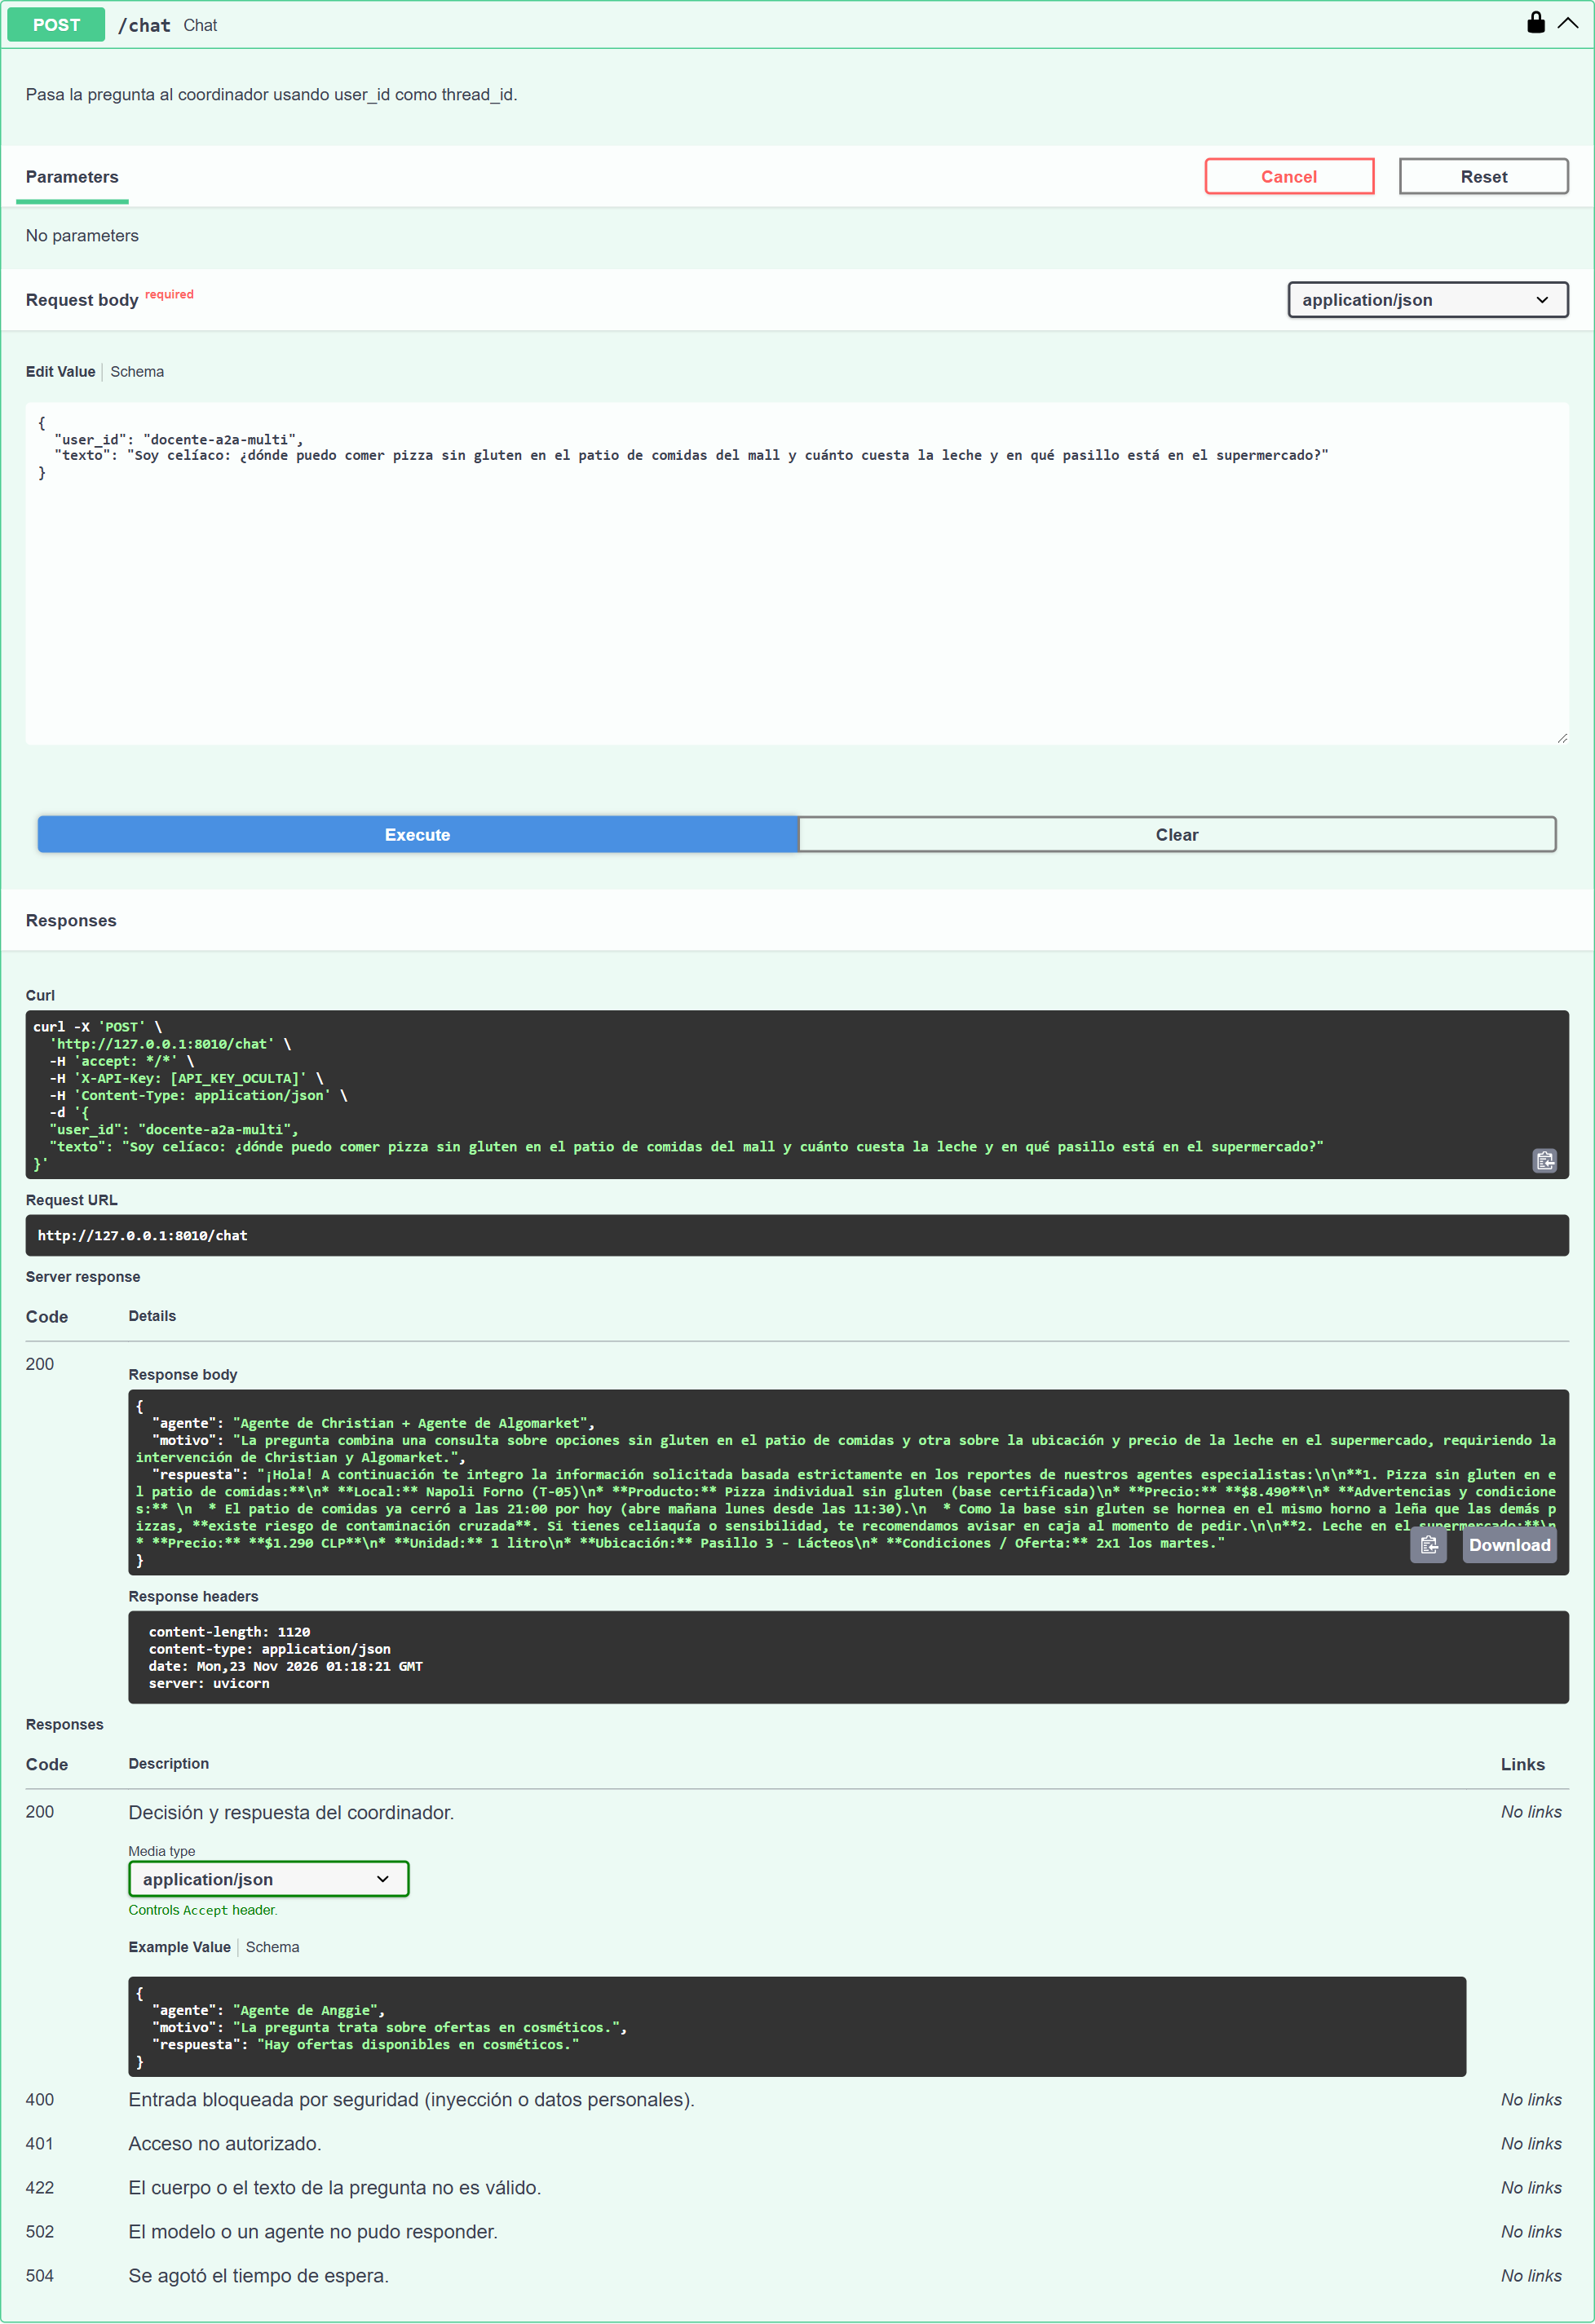 POST /chat Chat
Pasa la pregunta al coordinador usando user_id como thread_id.
Parameters
Cancel
Reset
No parameters
Request body required
application/json
Edit Value
Schema
{
  "user_id": "docente-a2a-multi",
  "texto": "Soy celíaco: ¿dónde puedo comer pizza sin gluten en el patio de comidas del mall y cuánto cuesta la leche y en qué pasillo está en el supermercado?"
}
Execute
Clear
Responses
Curl
curl -X 'POST' \
  'http://127.0.0.1:8010/chat' \
  -H 'accept: */*' \
  -H 'X-API-Key: [API_KEY_OCULTA]' \
  -H 'Content-Type: application/json' \
  -d '{
  "user_id": "docente-a2a-multi",
  "texto": "Soy celíaco: ¿dónde puedo comer pizza sin gluten en el patio de comidas del mall y cuánto cuesta la leche y en qué pasillo está en el supermercado?"
}'
Request URL
http://127.0.0.1:8010/chat
Server response
Code
Details
200
Response body
{
  "agente": "Agente de Christian + Agente de Algomarket",
  "motivo": "La pregunta combina una consulta sobre opciones sin gluten en el patio de comidas y otra sobre la ubicación y precio de la leche en el supermercado, requiriendo la
intervención de Christian y Algomarket.",
  "respuesta": "¡Hola! A continuación te integro la información solicitada basada estrictamente en los reportes de nuestros agentes especialistas:\n\n**1. Pizza sin gluten en e
l patio de comidas:**\n* **Local:** Napoli Forno (T-05)\n* **Producto:** Pizza individual sin gluten (base certificada)\n* **Precio:** **$8.490**\n* **Advertencias y condicione
s:** \n  * El patio de comidas ya cerró a las 21:00 por hoy (abre mañana lunes desde las 11:30).\n  * Como la base sin gluten se hornea en el mismo horno a leña que las demás p
izzas, **existe riesgo de contaminación cruzada**. Si tienes celiaquía o sensibilidad, te recomendamos avisar en caja al momento de pedir.\n\n**2. Leche en el supermercado:**\n
* **Precio:** **$1.290 CLP**\n* **Unidad:** 1 litro\n* **Ubicación:** Pasillo 3 - Lácteos\n* **Condiciones / Oferta:** 2x1 los martes."
}
Download
Response headers
content-length: 1120
content-type: application/json
date: Mon,23 Nov 2026 01:18:21 GMT
server: uvicorn
Responses
Code
Description
Links
200
Decisión y respuesta del coordinador.
No links
Media type
application/json
Controls Accept header.
Example Value
Schema
{
  "agente": "Agente de Anggie",
  "motivo": "La pregunta trata sobre ofertas en cosméticos.",
  "respuesta": "Hay ofertas disponibles en cosméticos."
}
400
Entrada bloqueada por seguridad (inyección o datos personales).
No links
401
Acceso no autorizado.
No links
422
El cuerpo o el texto de la pregunta no es válido.
No links
502
El modelo o un agente no pudo responder.
No links
504
Se agotó el tiempo de espera.
No links